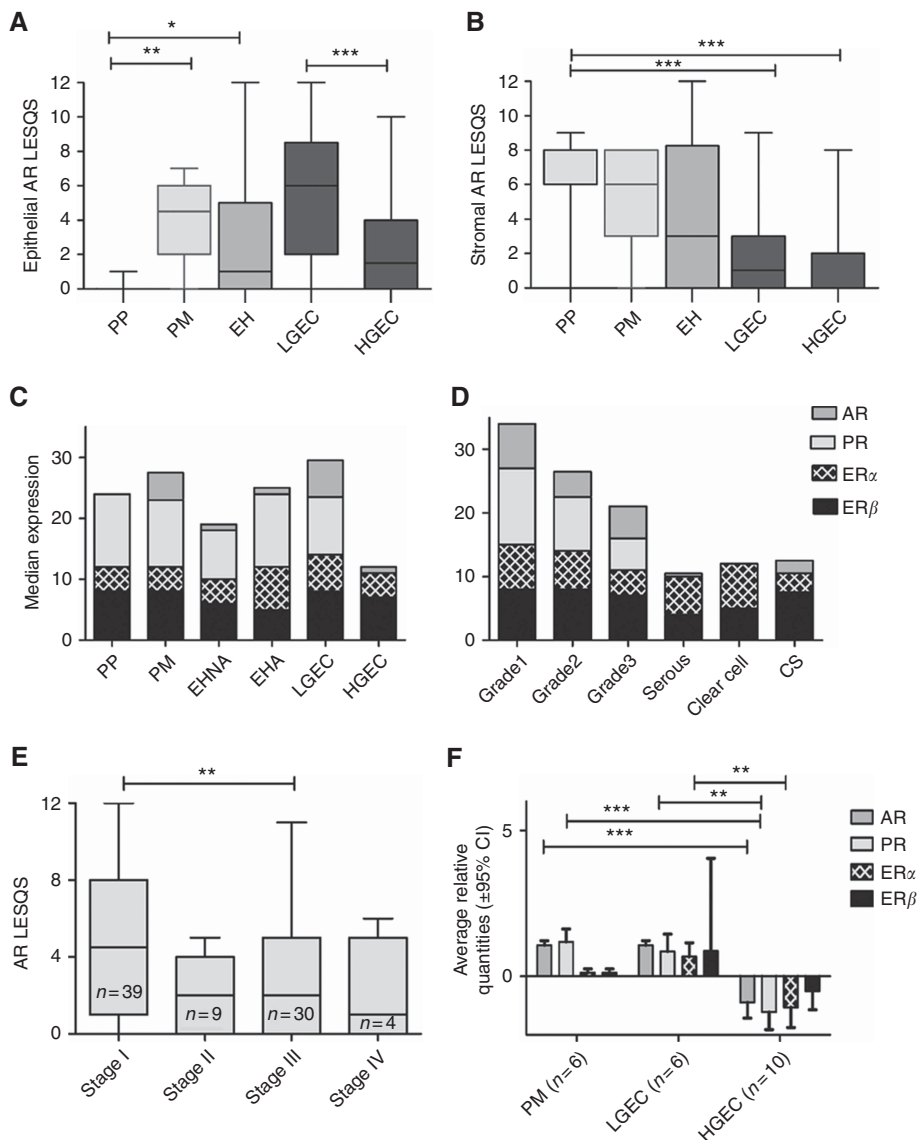 A
*
**
***
12
10
8
6
4
2
0
Epithelial AR LESQS
PP
PM
EH
LGEC
HGEC
B
***
***
12
10
8
6
4
2
0
Stromal AR LESQS
PP
PM
EH
LGEC
HGEC
C
30
20
10
0
Median expression
PP
PM
EHNA
EHA
LGEC
HGEC
D
30
20
10
0
Grade1
Grade2
Grade3
Serous
Clear cell
CS
AR
PR
ERα
ERβ
E
**
12
8
4
0
AR LESQS
n=39
n=9
n=30
n=4
Stage I
Stage II
Stage III
Stage IV
F
**
**
***
***
5
0
Average relative
quantities (±95% CI)
PM (n=6)
LGEC (n=6)
HGEC (n=10)
AR
PR
ERα
ERβ